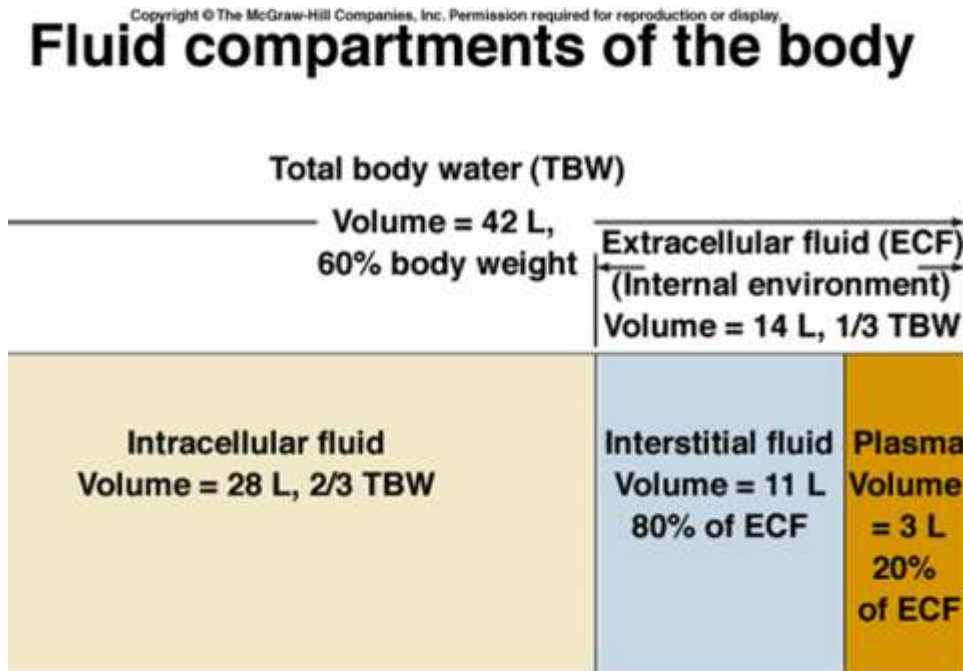 Copyright © The McGraw-Hill Companies, Inc. Permission required for reproduction or display.
Fluid compartments of the body
Total body water (TBW)
Volume = 42 L,
60% body weight
Extracellular fluid (ECF)
(Internal environment)
Volume = 14 L, 1/3 TBW
Intracellular fluid
Volume = 28 L, 2/3 TBW
Interstitial fluid
Volume = 11 L
80% of ECF
Plasma
Volume
= 3 L
20%
of ECF